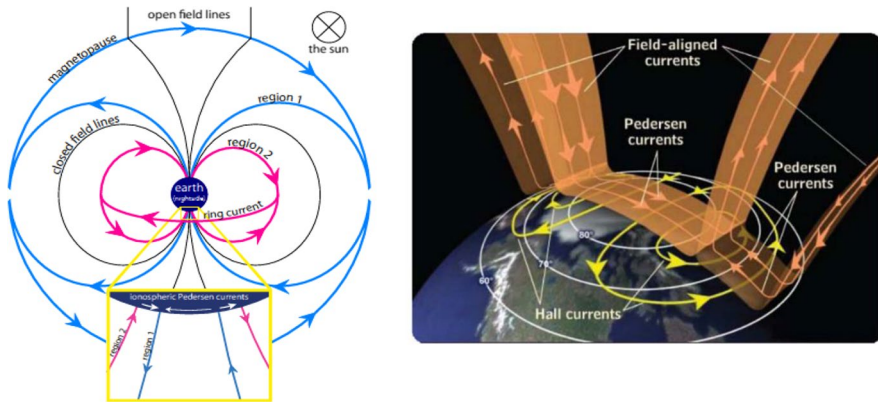 open field lines
the sun
magnetopause
region 1
closed field lines
region 2
earth
(nightside)
ring current
ionospheric Pedersen currents
region 2
region 1
Field-aligned
currents
Pedersen
currents
Pedersen
currents
80°
70°
60°
Hall currents